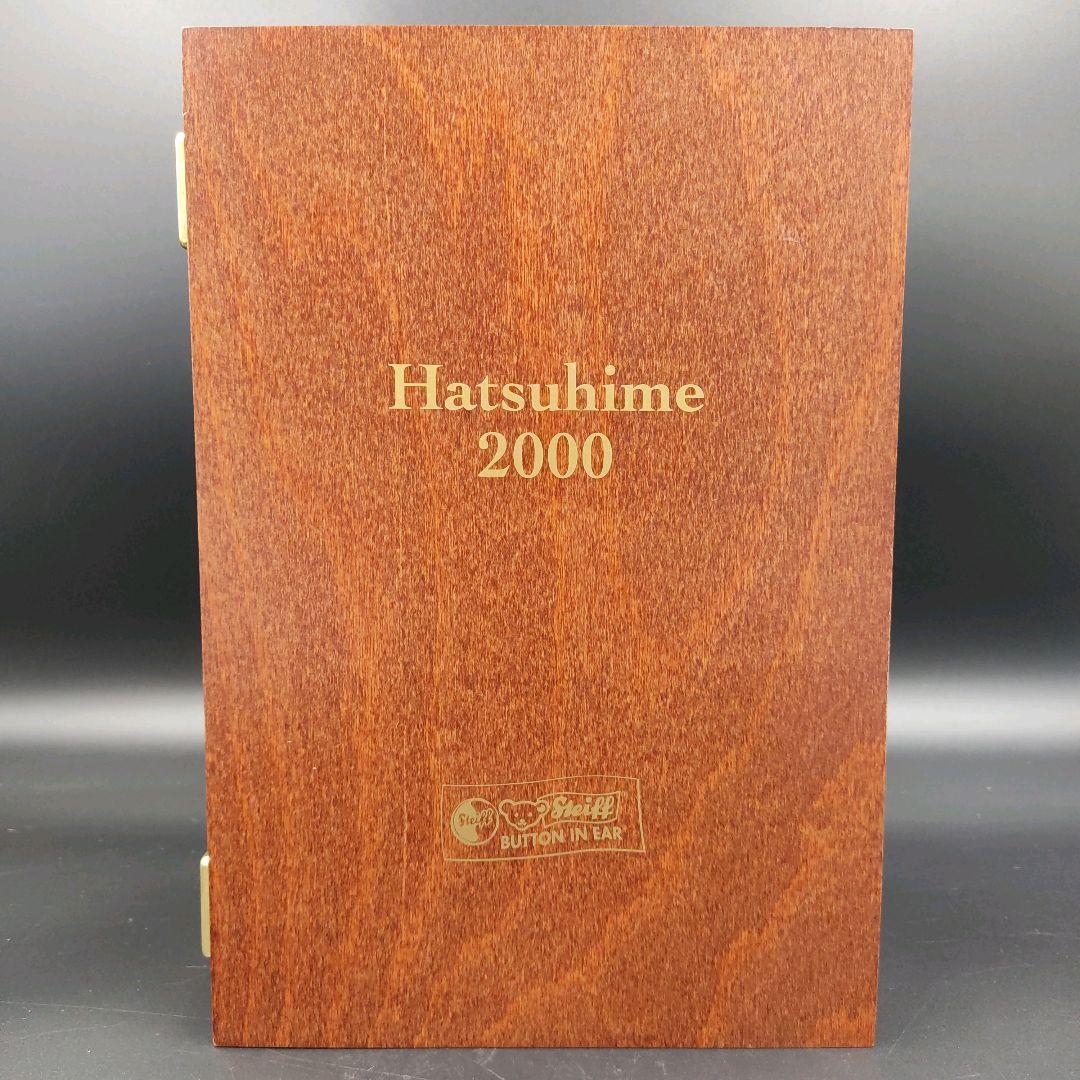 Hatsuhime
2000
Steiff
Steiff
BUTTON IN EAR